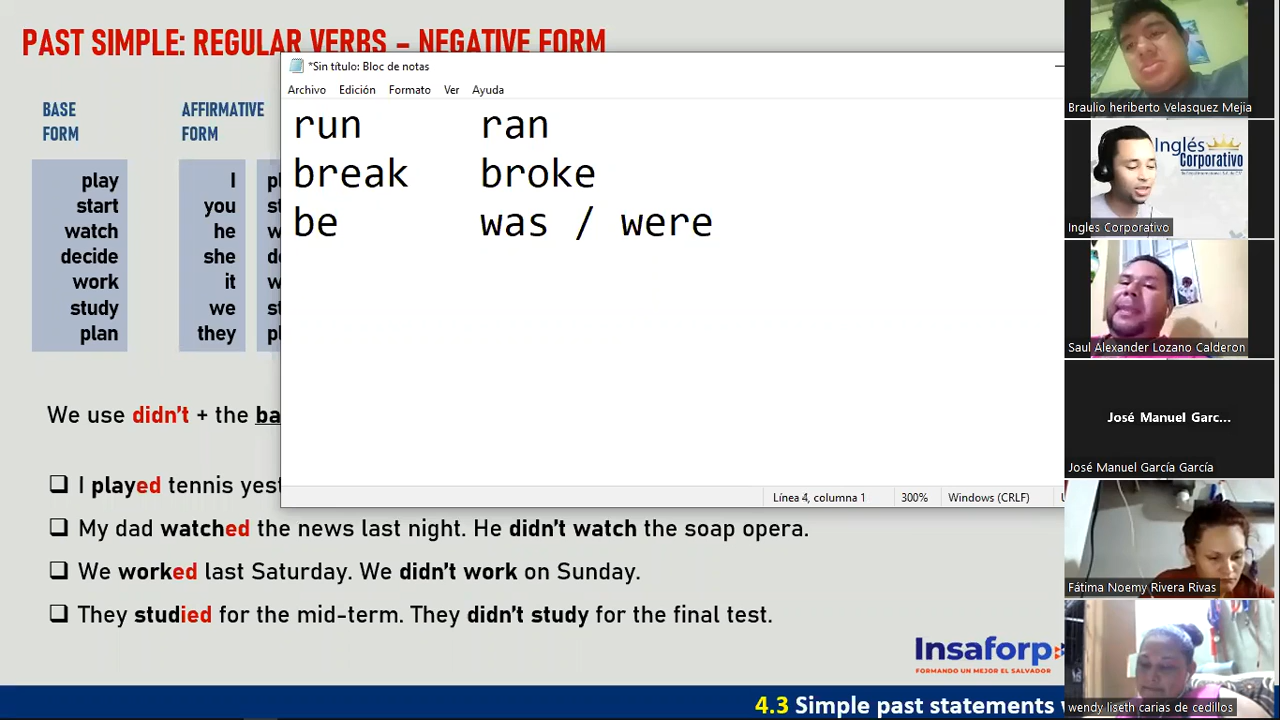 PAST SIMPLE: REGULAR VERBS – NEGATIVE FORM
BASE
FORM
AFFIRMATIVE
FORM
play
start
watch
decide
work
study
plan
I
you
he
she
it
we
they
*Sin título: Bloc de notas
Archivo Edición Formato Ver Ayuda
run ran
break broke
be was / were
Línea 4, columna 1 300% Windows (CRLF)
We use didn't + the
❑ I played tennis
❑ My dad watched the news last night. He didn't watch the soap opera.
❑ We worked last Saturday. We didn't work on Sunday.
❑ They studied for the mid-term. They didn't study for the final test.
Insaforp
FORMANDO UN MEJOR EL SALVADOR
4.3 Simple past statements
Braulio heriberto Velasquez Mejia
Inglés
Corporativo
Ingles Corporativo
Saul Alexander Lozano Calderon
José Manuel Garc...
José Manuel García García
Fátima Noemy Rivera Rivas
wendy liseth carias de cedillos